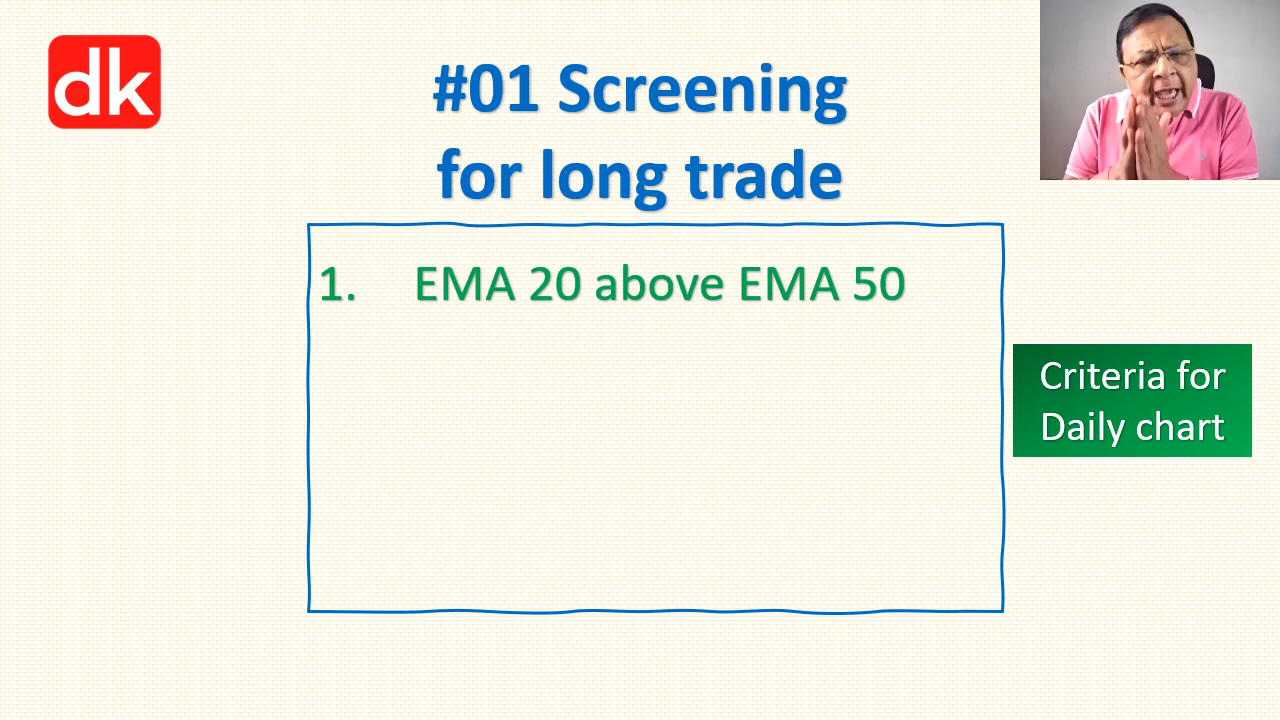 dk
#01 Screening
for long trade
1. EMA 20 above EMA 50
Criteria for
Daily chart